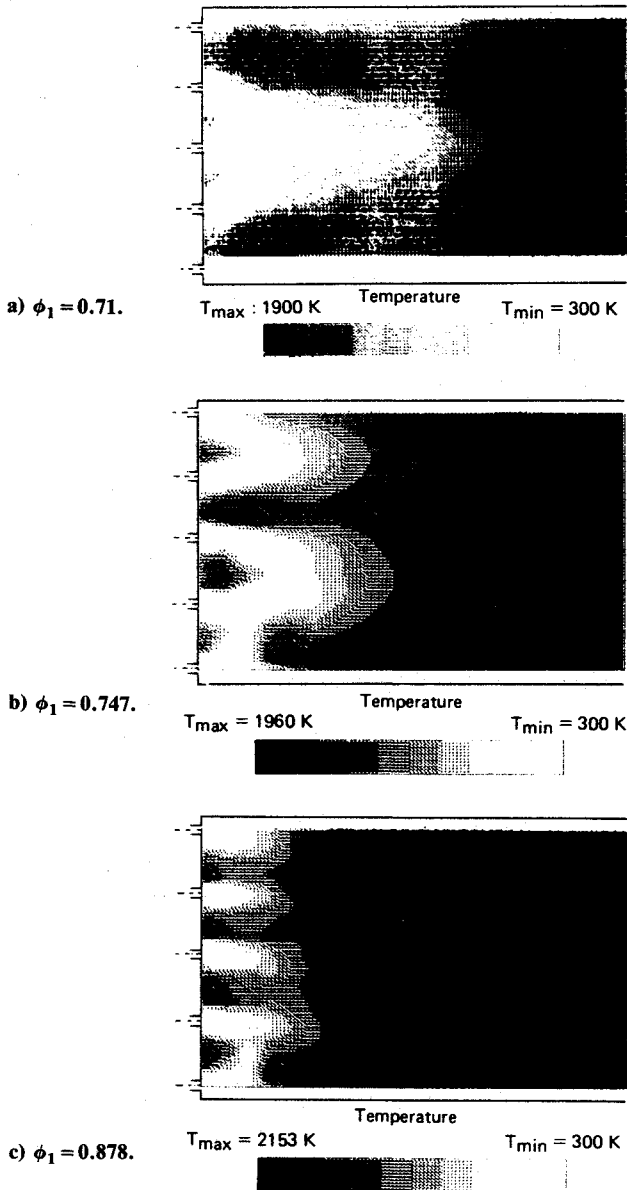 Temperature
a) ϕ₁ = 0.71. Tmax : 1900 K Tmin = 300 K
Temperature
b) ϕ₁ = 0.747. Tmax = 1960 K Tmin = 300 K
Temperature
c) ϕ₁ = 0.878. Tmax = 2153 K Tmin = 300 K